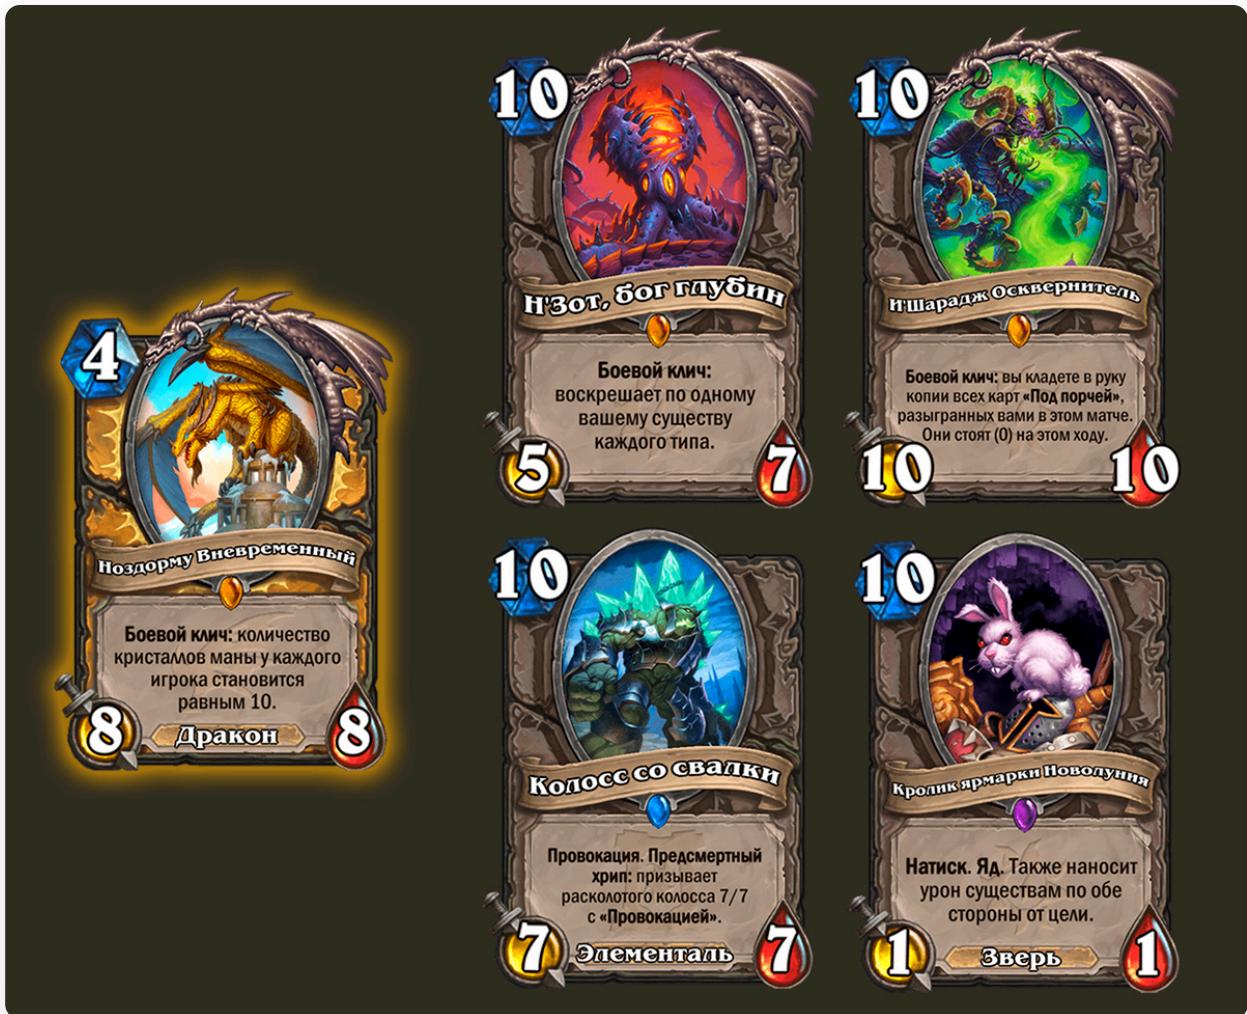 4
Ноздорму Вневременный
Боевой клич: количество
кристаллов маны у каждого
игрока становится
равным 10.
8
Дракон
8
10
Н'Зот, бог глубин
Боевой клич:
воскрешает по одному
вашему существу
каждого типа.
5
7
10
И'Шарадж Осквернитель
Боевой клич: вы кладете в руку
копии всех карт «Под порчей»,
разыгранных вами в этом матче.
Они стоят (0) на этом ходу.
10
10
10
Колосс со свалки
Провокация. Предсмертный
хрип: призывает
расколотого колосса 7/7
с «Провокацией».
7
Элементаль
7
10
Кролик ярмарки Новолуния
Натиск. Яд. Также наносит
урон существам по обе
стороны от цели.
1
Зверь
1